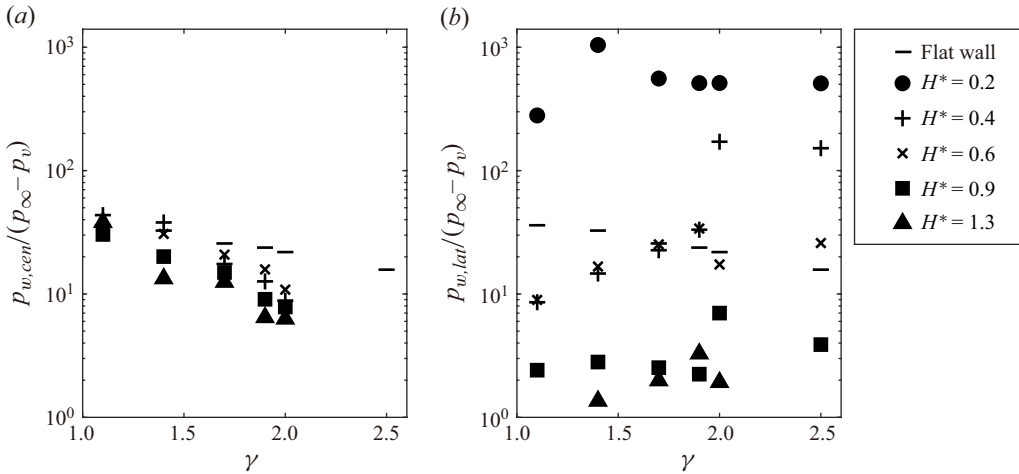 (a)
(b)
10³
10²
10¹
10⁰
p_{w,cen}/(p_∞ – p_v)
1.0 1.5 2.0 2.5
γ
10³
10²
10¹
10⁰
p_{w,lat}/(p_∞ – p_v)
1.0 1.5 2.0 2.5
γ
Flat wall
H* = 0.2
H* = 0.4
H* = 0.6
H* = 0.9
H* = 1.3